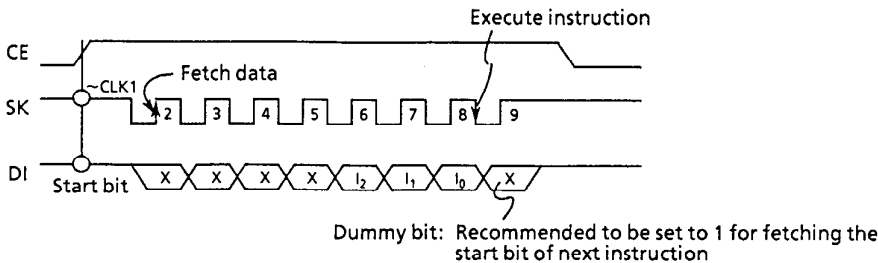 Execute instruction
CE
Fetch data
~CLK1
SK 2 3 4 5 6 7 8 9
DI X X X X I₂ I₁ I₀ X
Start bit
Dummy bit: Recommended to be set to 1 for fetching the
start bit of next instruction